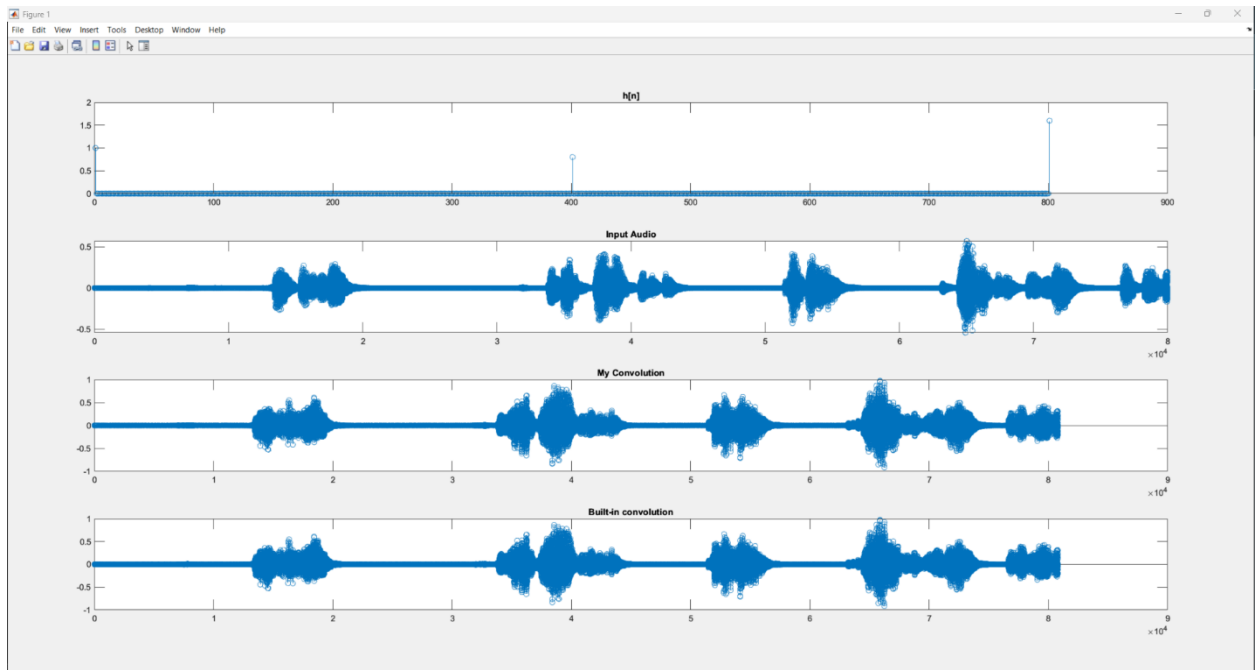 Figure 1
File Edit View Insert Tools Desktop Window Help
h[n]
2
1.5
1
0.5
0
0 100 200 300 400 500 600 700 800 900
Input Audio
0.5
0
-0.5
0 1 2 3 4 5 6 7 8
×10^4
My Convolution
1
0.5
0
-0.5
-1
0 1 2 3 4 5 6 7 8 9
×10^4
Built-in convolution
1
0.5
0
-0.5
-1
0 1 2 3 4 5 6 7 8 9
×10^4